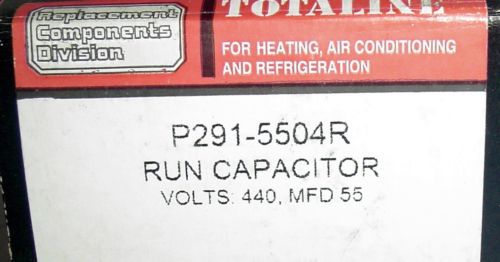 Replacement
Components
Division
TOTALINE
FOR HEATING, AIR CONDITIONING
AND REFRIGERATION
P291-5504R
RUN CAPACITOR
VOLTS: 440, MFD 55